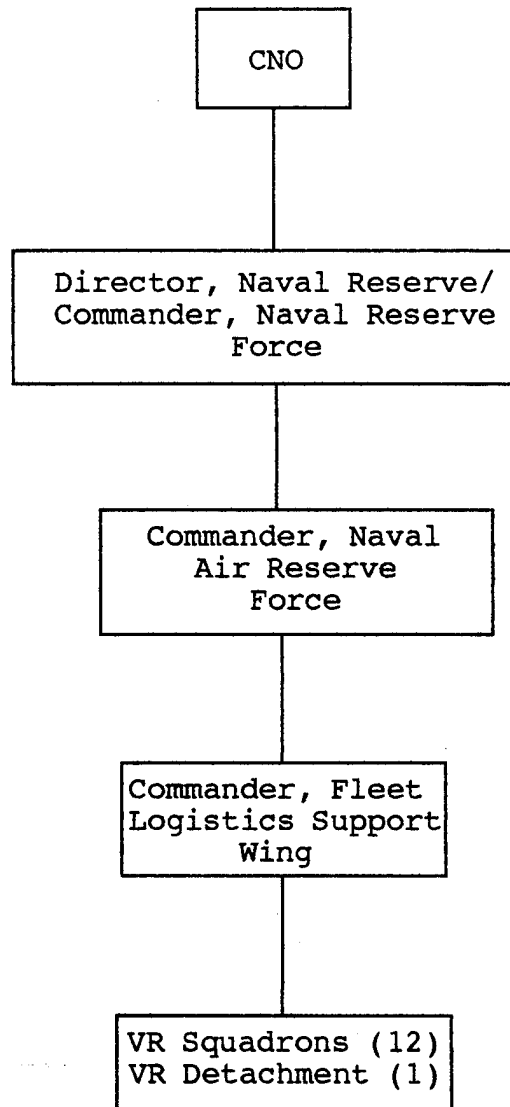 CNO
Director, Naval Reserve/
Commander, Naval Reserve
Force
Commander, Naval
Air Reserve
Force
Commander, Fleet
Logistics Support
Wing
VR Squadrons (12)
VR Detachment (1)